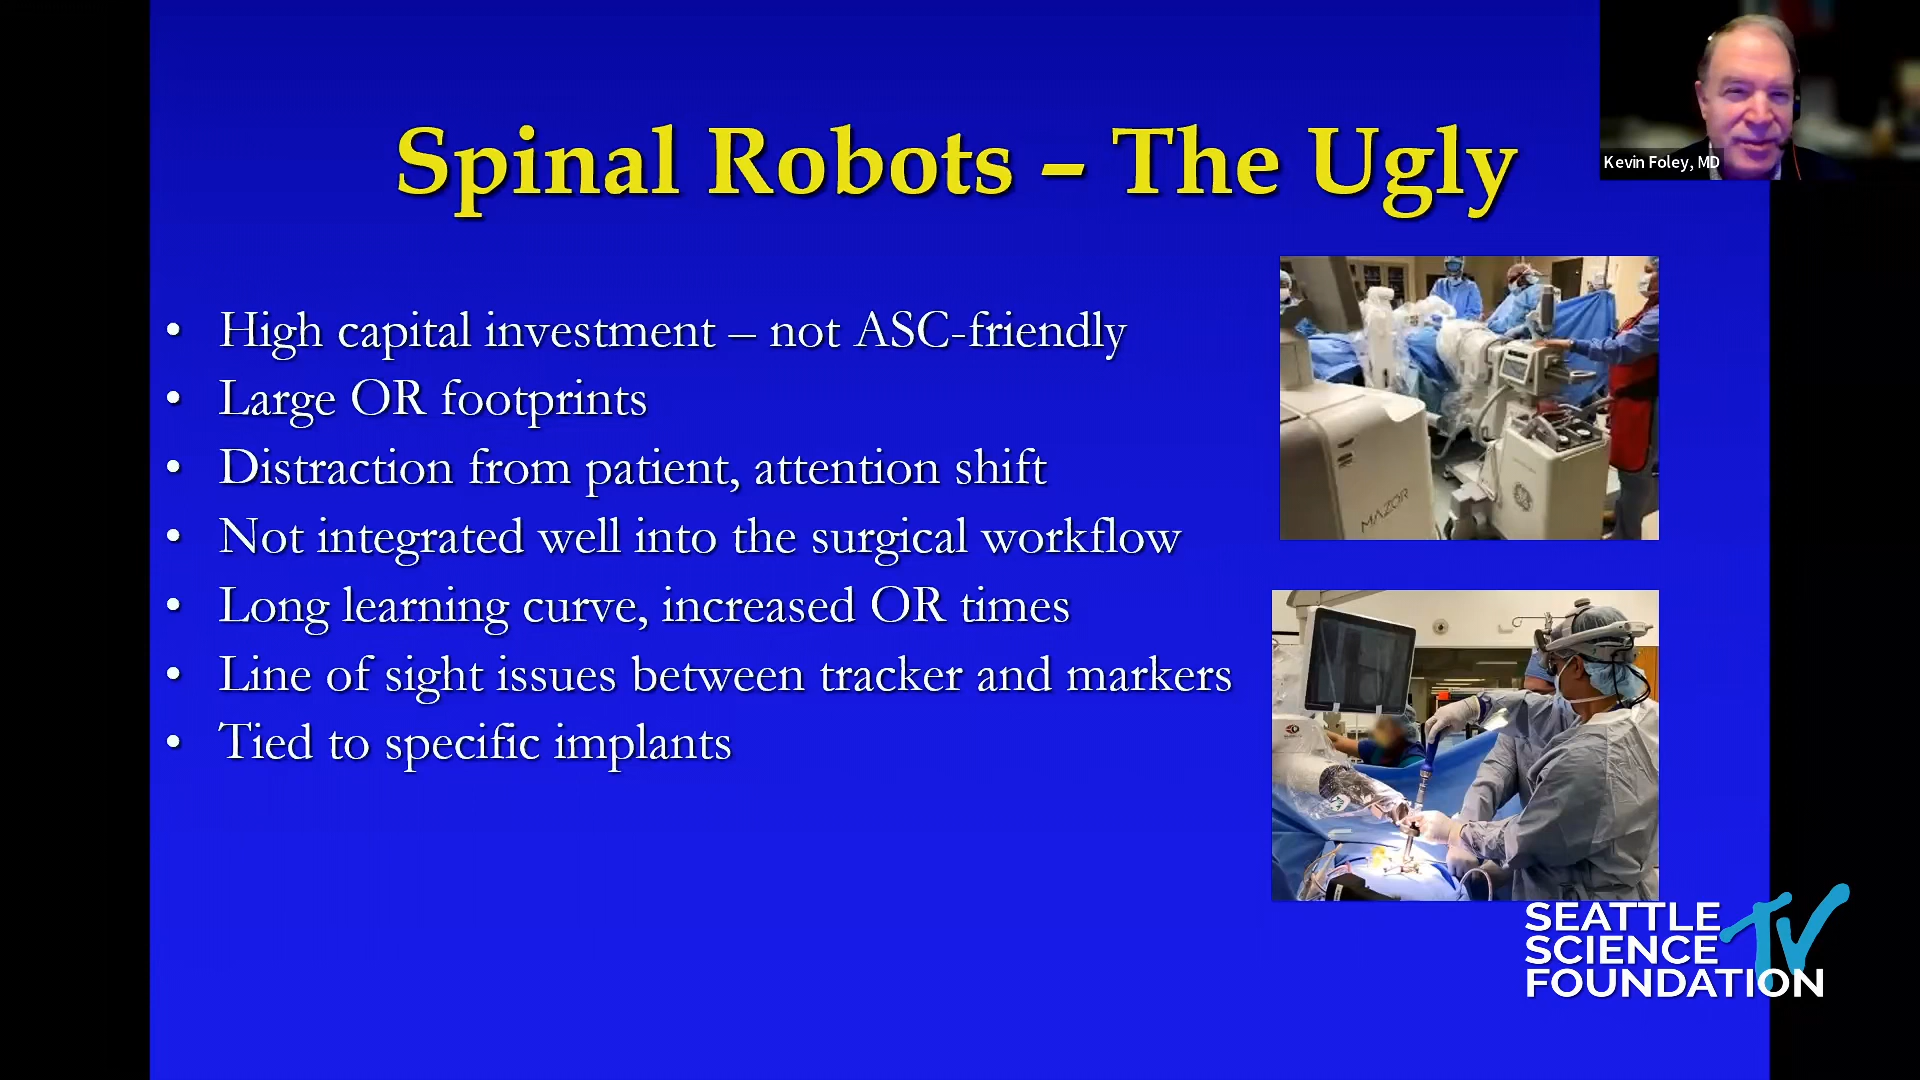 Spinal Robots – The Ugly
Kevin Foley, MD
• High capital investment – not ASC-friendly
• Large OR footprints
• Distraction from patient, attention shift
• Not integrated well into the surgical workflow
• Long learning curve, increased OR times
• Line of sight issues between tracker and markers
• Tied to specific implants
MAZOR
SEATTLE
SCIENCE
FOUNDATION
TV